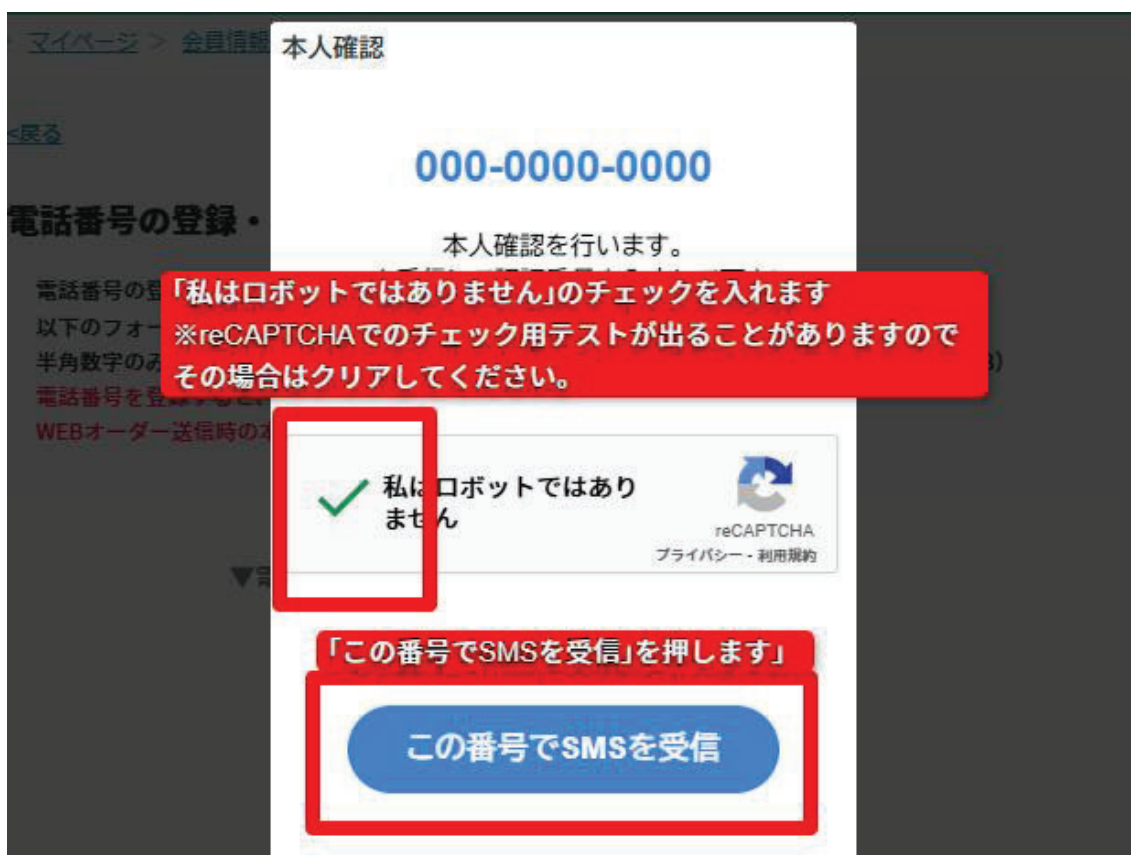 マイページ > 会員情報
本人確認
<戻る
000-0000-0000
電話番号の登録・
本人確認を行います。
電話番号の登
「私はロボットではありません」のチェックを入れます
以下のフォー
※reCAPTCHAでのチェック用テストが出ることがありますので
半角数字のみ
その場合はクリアしてください。
電話番号を登
WEBオーダー送信時の本
私はロボットではあり
ません
reCAPTCHA
プライバシー - 利用規約
「この番号でSMSを受信」を押します」
この番号でSMSを受信